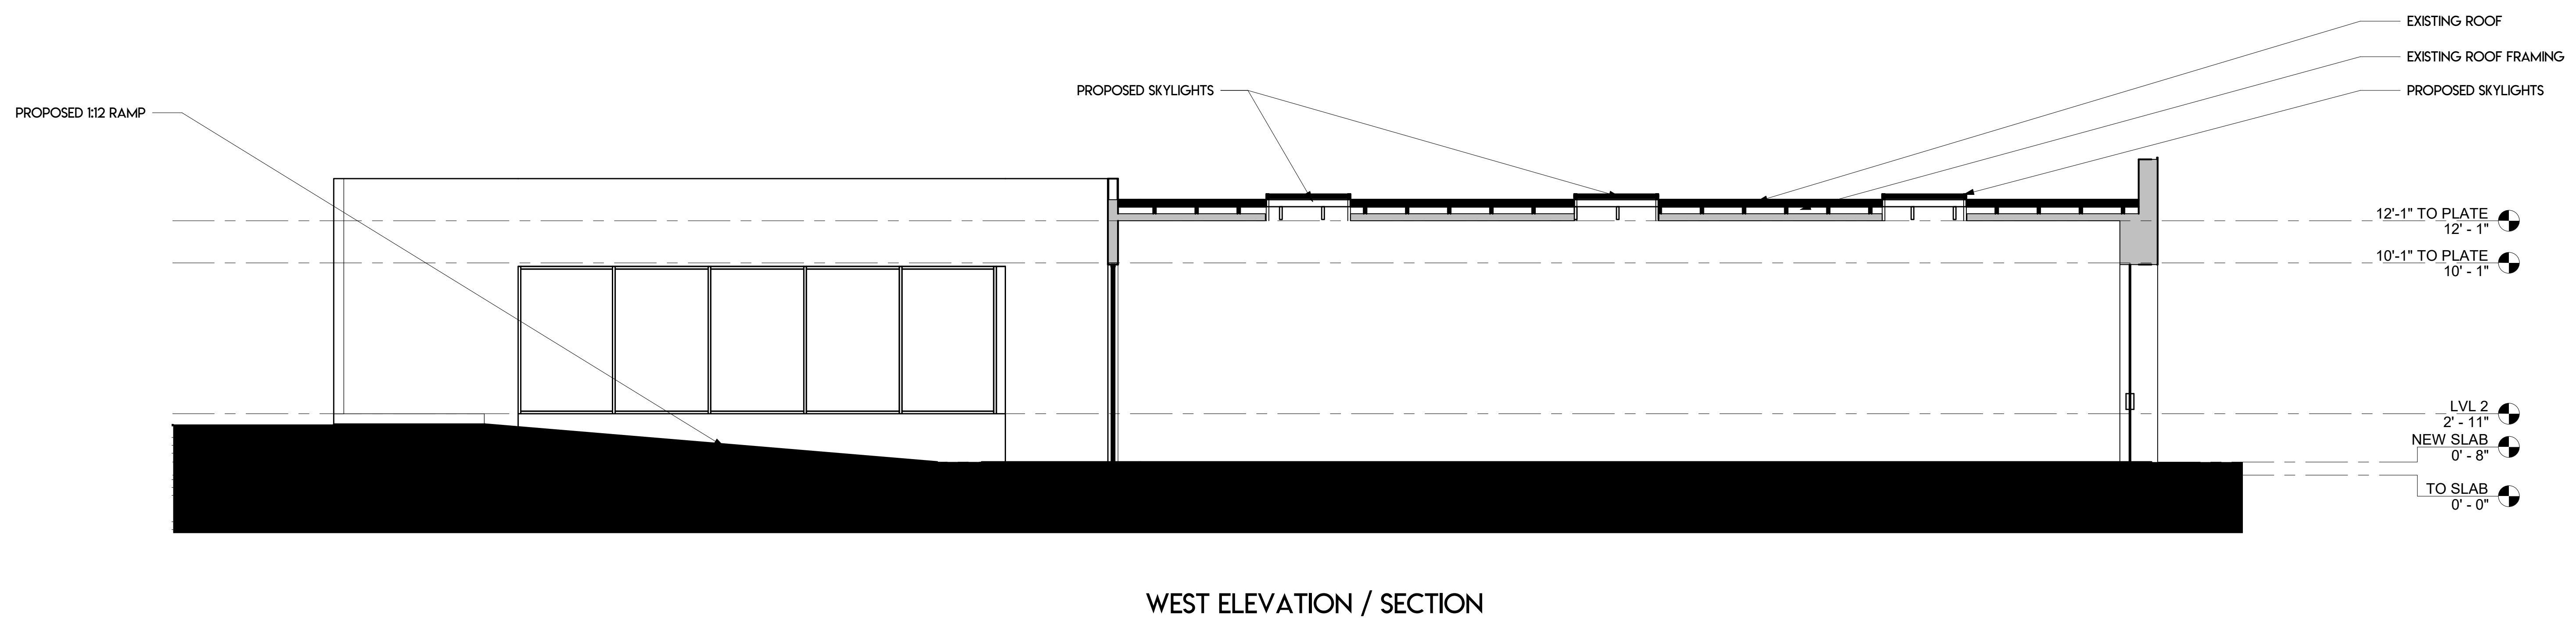 EXISTING ROOF
EXISTING ROOF FRAMING
PROPOSED SKYLIGHTS
PROPOSED SKYLIGHTS
PROPOSED 1:12 RAMP
12'-1" TO PLATE
12' - 1"
10'-1" TO PLATE
10' - 1"
LVL 2
2' - 11"
NEW SLAB
0' - 8"
TO SLAB
0' - 0"
WEST ELEVATION / SECTION